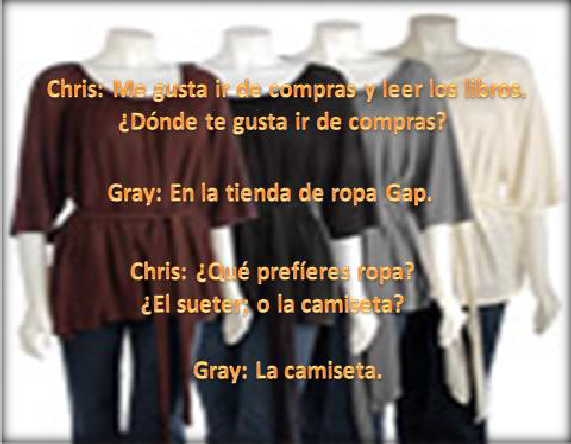 Chris: Me gusta ir de compras y leer los libros.
¿Dónde te gusta ir de compras?
Gray: En la tienda de ropa Gap.
Chris: ¿Qué prefíeres ropa?
¿El sueter; o la camiseta?
Gray: La camiseta.